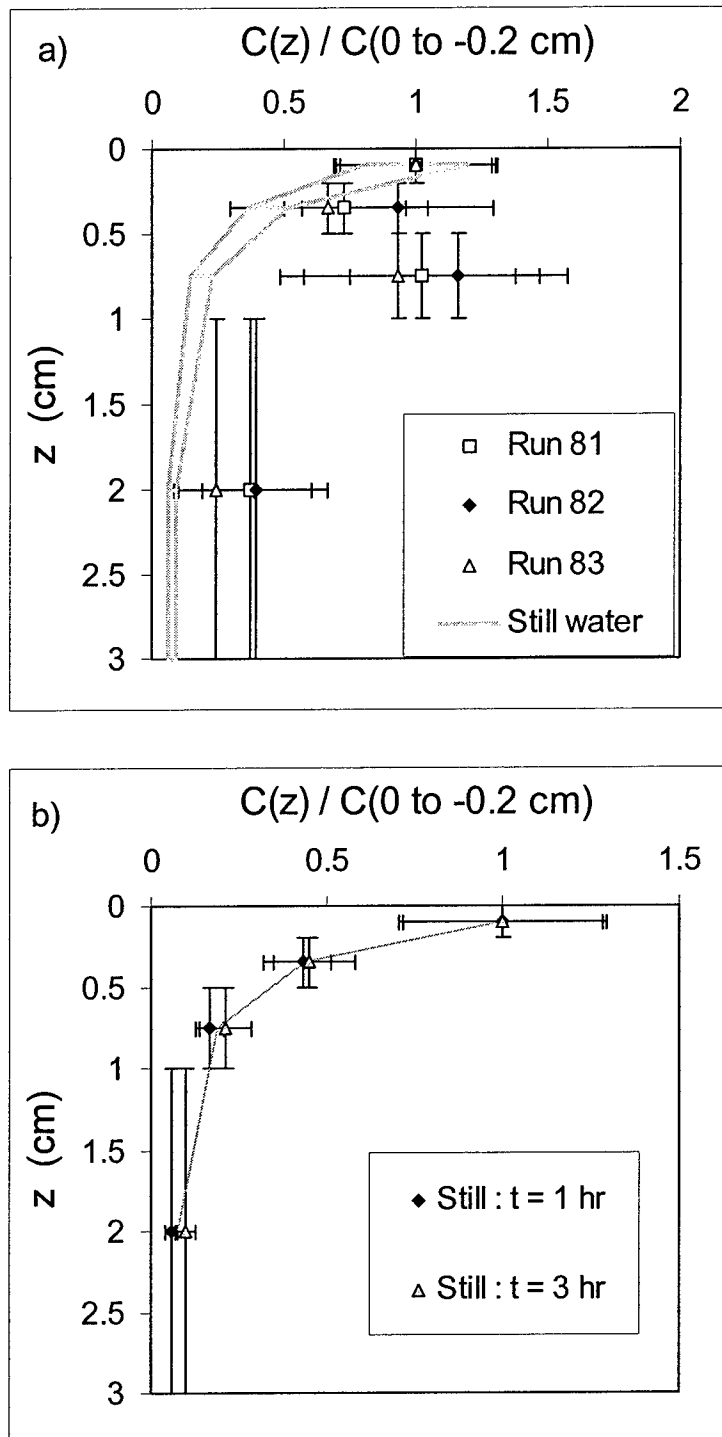 a)
C(z) / C(0 to -0.2 cm)
0 0.5 1 1.5 2
0
0.5
1
1.5
2
2.5
3
z (cm)
Run 81
Run 82
Run 83
Still water
b)
C(z) / C(0 to -0.2 cm)
0 0.5 1 1.5
0
0.5
1
1.5
2
2.5
3
z (cm)
Still : t = 1 hr
Still : t = 3 hr